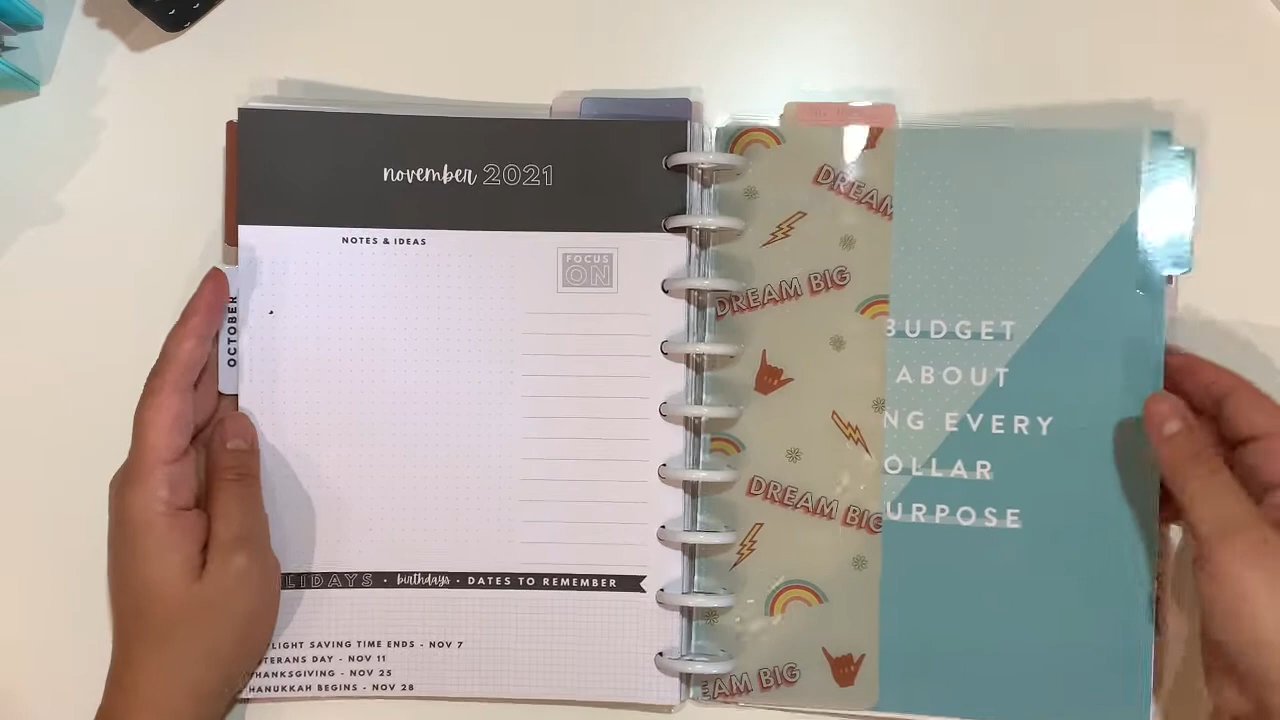 OCTOBER
november 2021
NOTES & IDEAS
FOCUS
ON
LIDAYS • birthdays • DATES TO REMEMBER
LIGHT SAVING TIME ENDS - NOV 7
TERANS DAY - NOV 11
HANKSGIVING - NOV 25
HANUKKAH BEGINS - NOV 28
DREAM
DREAM BIG
DREAM BIG
EAM BIG
BUDGET
ABOUT
NG EVERY
OLLAR
URPOSE